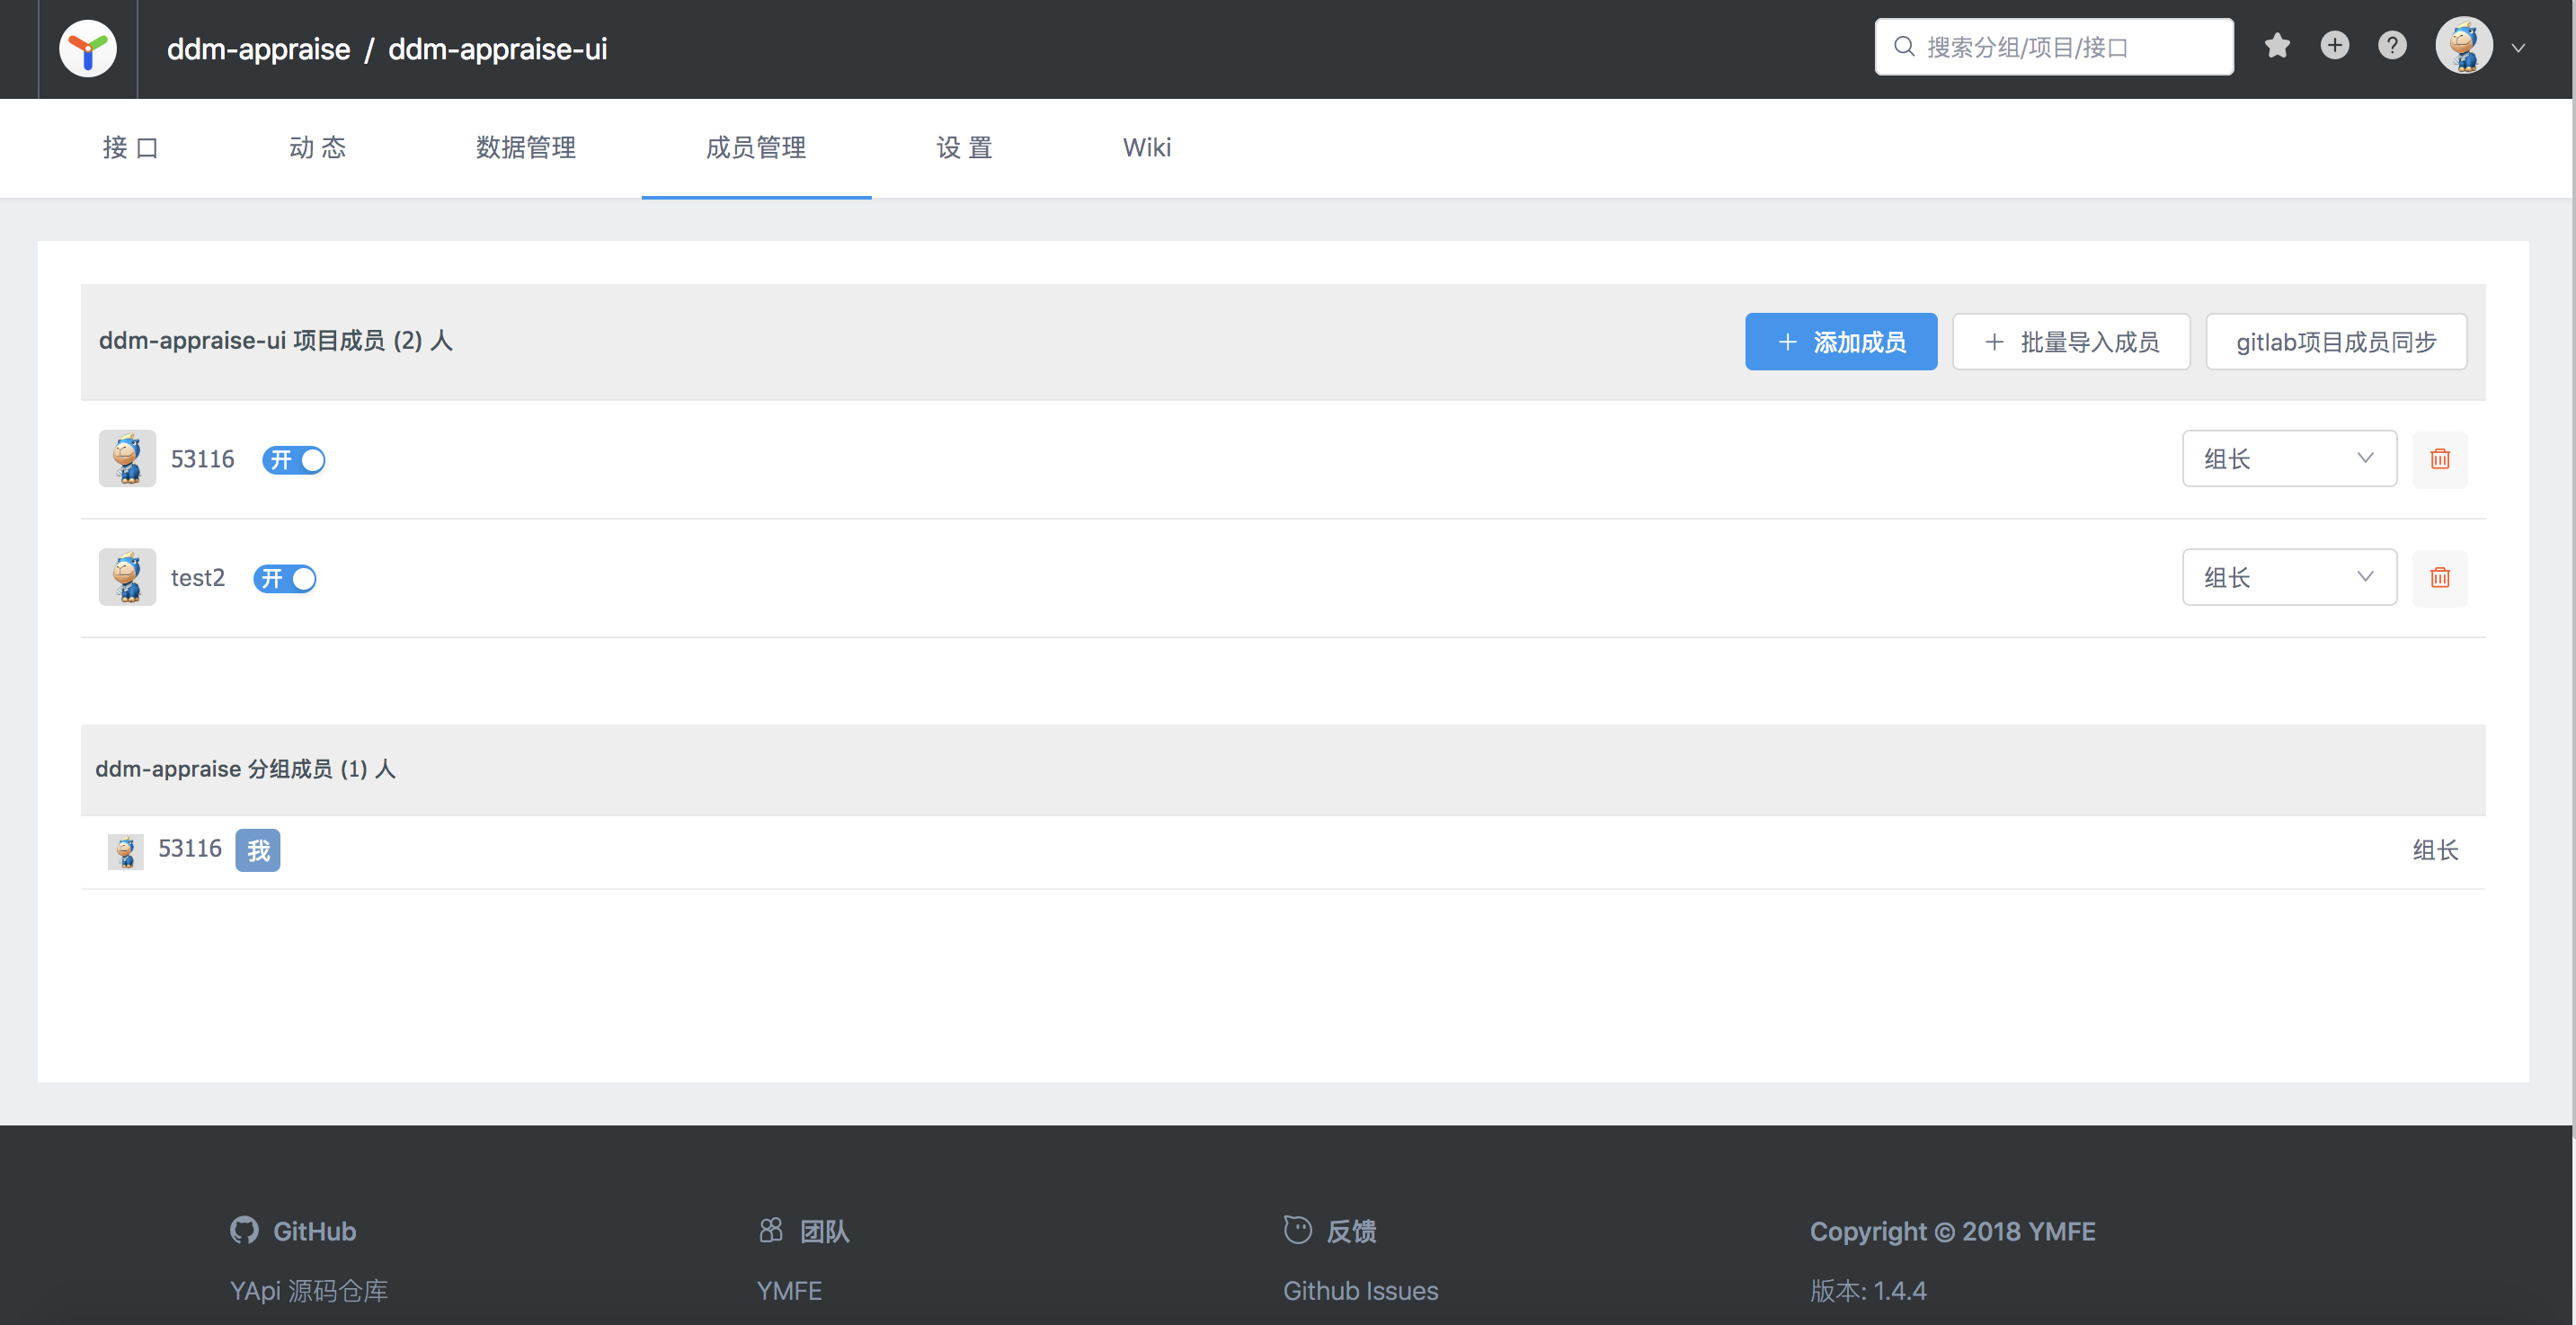 ddm-appraise / ddm-appraise-ui
搜索分组/项目/接口
接 口 动 态 数据管理 成员管理 设 置 Wiki
ddm-appraise-ui 项目成员 (2) 人
添加成员 批量导入成员 gitlab项目成员同步
53116 开 组长
test2 开 组长
ddm-appraise 分组成员 (1) 人
53116 我 组长
GitHub 团队 反馈 Copyright © 2018 YMFE
YApi 源码仓库 YMFE Github Issues 版本: 1.4.4